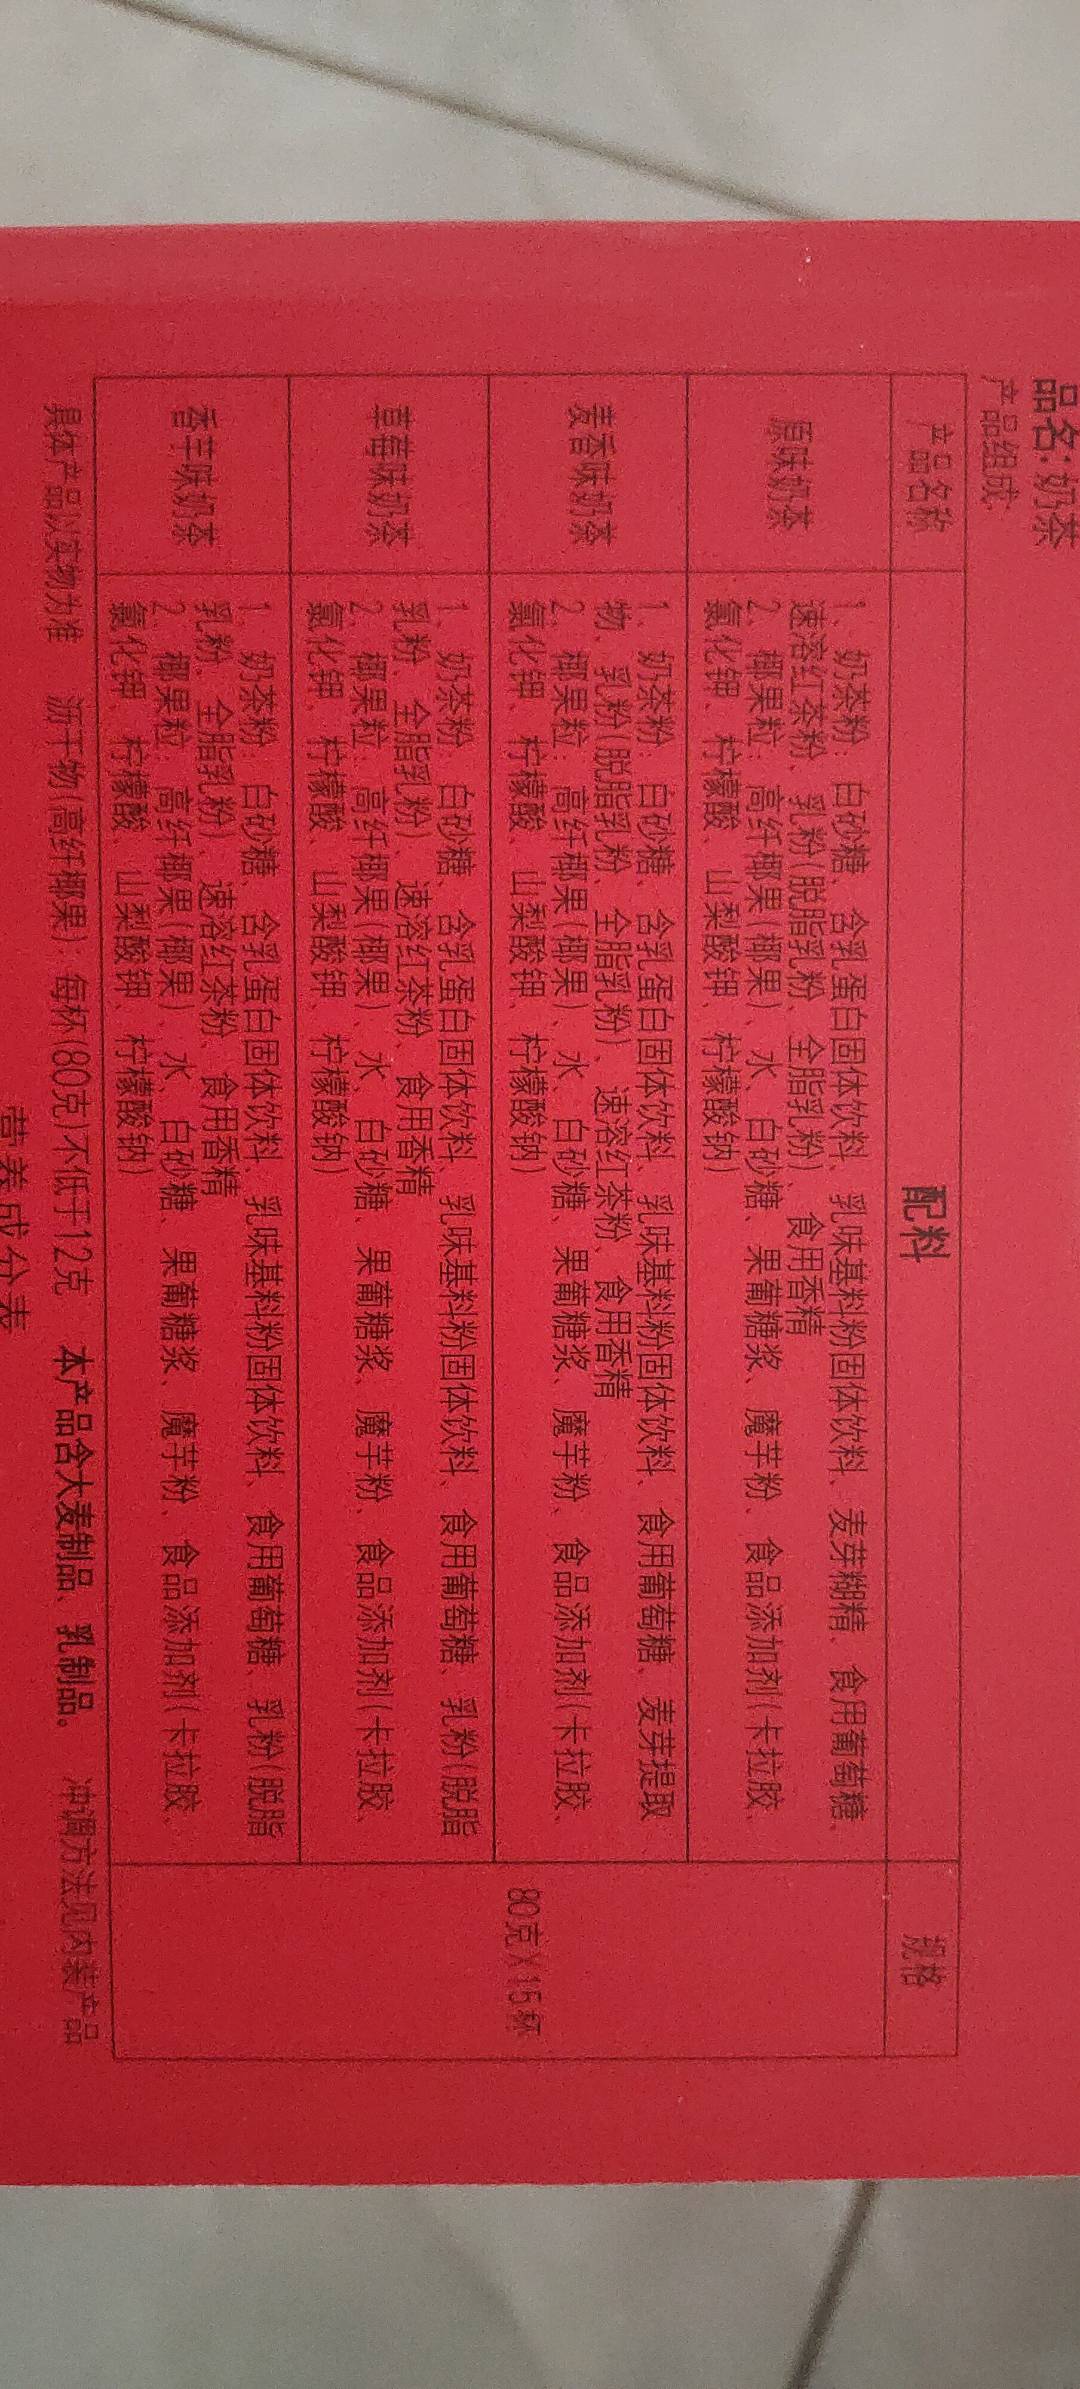 品名:奶茶
产品组成:
产品名称
配料
规格
原味奶茶
1、奶茶粉：白砂糖、含乳蛋白固体饮料、乳味基料粉固体饮料、麦芽糊精、食用葡萄糖、
速溶红茶粉、乳粉(脱脂乳粉、全脂乳粉)、食用香精
2、椰果粒：高纤椰果(椰果)、水、白砂糖、果葡糖浆、魔芋粉、食品添加剂(卡拉胶、
氯化钾、柠檬酸、山梨酸钾、柠檬酸钠)
麦香味奶茶
1、奶茶粉：白砂糖、含乳蛋白固体饮料、乳味基料粉固体饮料、食用葡萄糖、麦芽提取
物、乳粉(脱脂乳粉、全脂乳粉)、速溶红茶粉、食用香精
2、椰果粒：高纤椰果(椰果)、水、白砂糖、果葡糖浆、魔芋粉、食品添加剂(卡拉胶、
氯化钾、柠檬酸、山梨酸钾、柠檬酸钠)
草莓味奶茶
1、奶茶粉：白砂糖、含乳蛋白固体饮料、乳味基料粉固体饮料、食用葡萄糖、乳粉(脱脂
乳粉、全脂乳粉)、速溶红茶粉、食用香精
2、椰果粒：高纤椰果(椰果)、水、白砂糖、果葡糖浆、魔芋粉、食品添加剂(卡拉胶、
氯化钾、柠檬酸、山梨酸钾、柠檬酸钠)
香芋味奶茶
1、奶茶粉：白砂糖、含乳蛋白固体饮料、乳味基料粉固体饮料、食用葡萄糖、乳粉(脱脂
乳粉、全脂乳粉)、速溶红茶粉、食用香精
2、椰果粒：高纤椰果(椰果)、水、白砂糖、果葡糖浆、魔芋粉、食品添加剂(卡拉胶、
氯化钾、柠檬酸、山梨酸钾、柠檬酸钠)
80克×15杯
具体产品以实物为准 沥干物(高纤椰果)：每杯(80克)不低于12克 本产品含大麦制品、乳制品。 冲调方法见内装产品
营养成分表